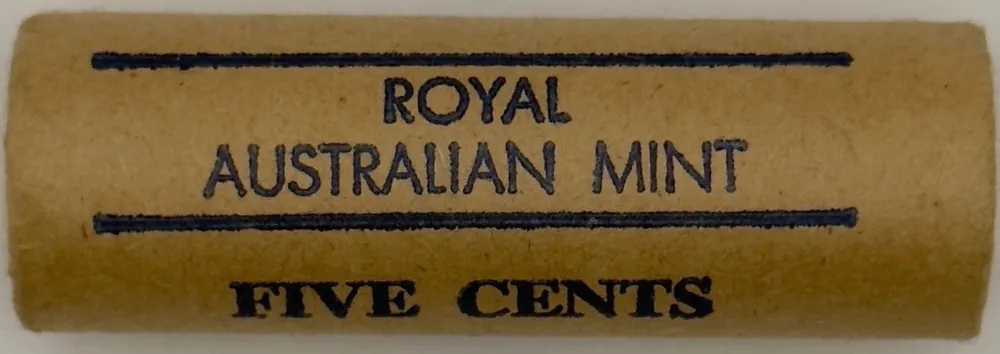 ROYAL
AUSTRALIAN MINT
FIVE CENTS